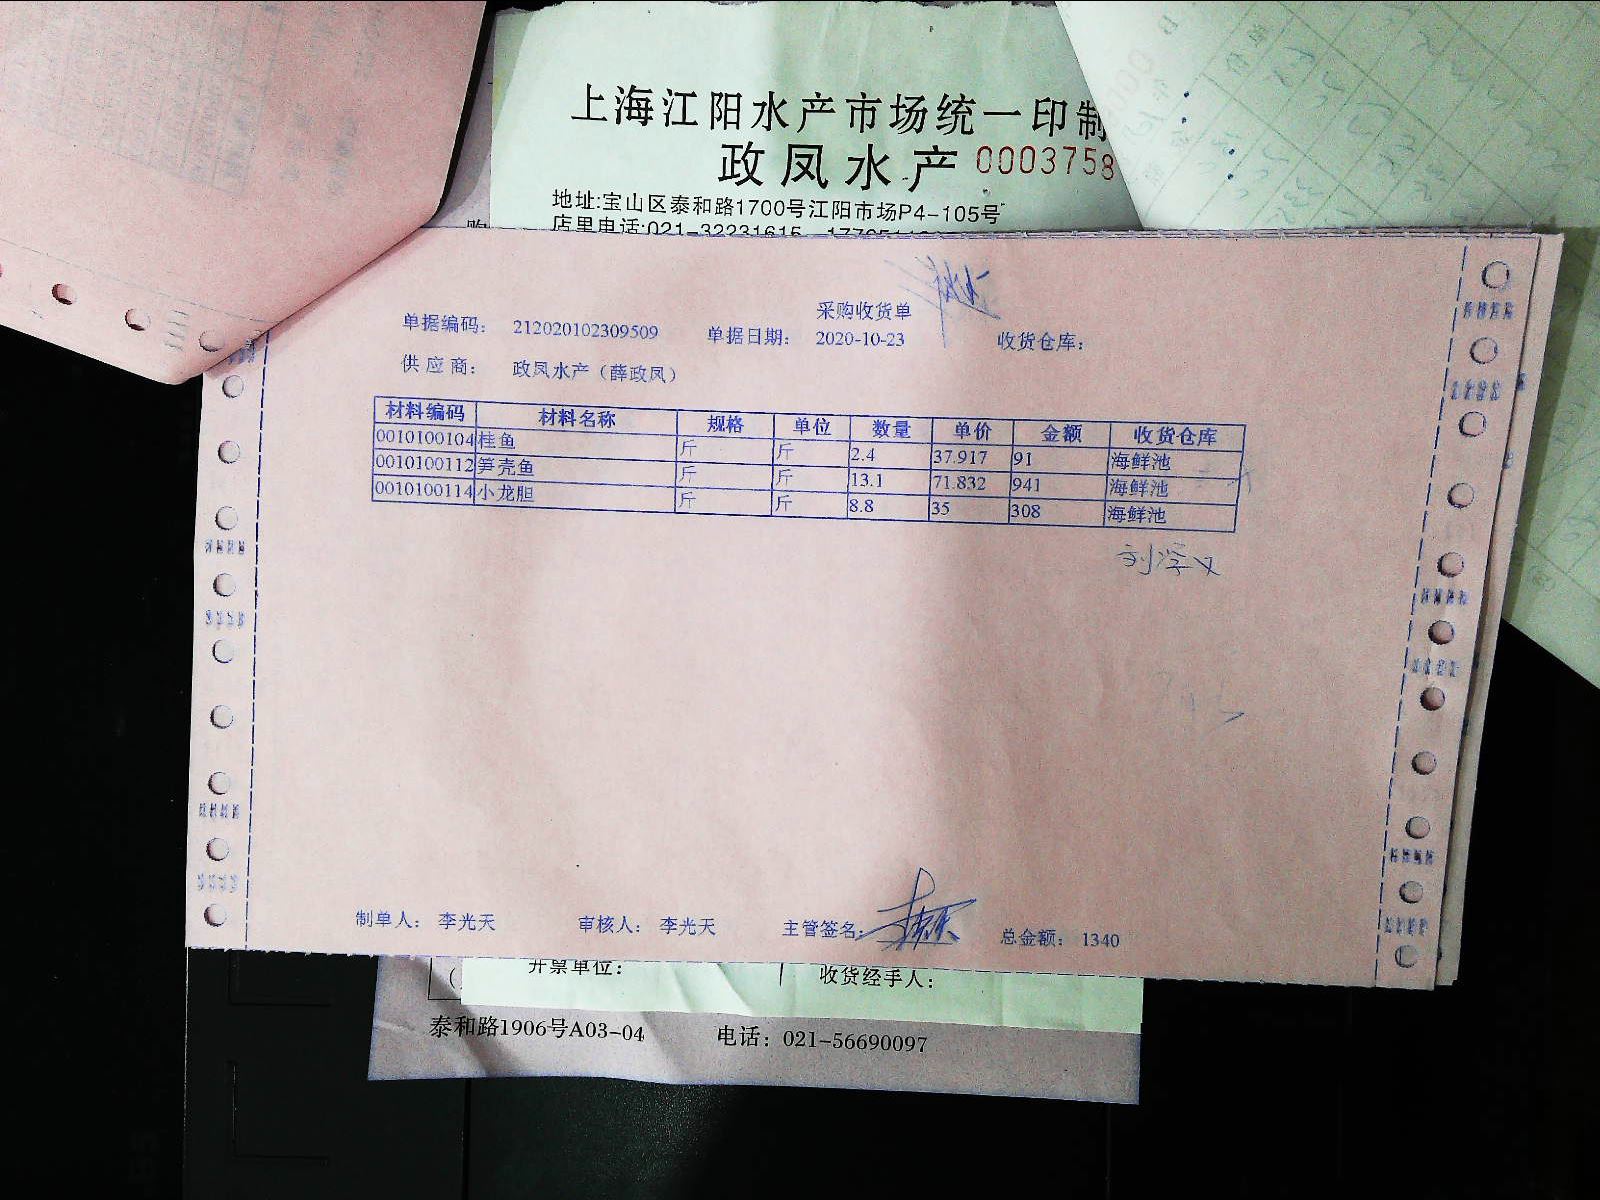 上海江阳水产市场统一印制
政凤水产 0003758
地址:宝山区泰和路1700号江阳市场P4-105号
店里电话:021-32231615
采购收货单
单据编码: 212020102309509 单据日期: 2020-10-23 收货仓库:
供应商: 政凤水产(薛政凤)
材料编码 材料名称 规格 单位 数量 单价 金额 收货仓库
0010100104 桂鱼 斤 斤 2.4 37.917 91 海鲜池
0010100112 笋壳鱼 斤 斤 13.1 71.832 941 海鲜池
0010100114 小龙胆 斤 斤 8.8 35 308 海鲜池
制单人: 李光天 审核人: 李光天 主管签名: 总金额: 1340
开票单位: 收货经手人:
泰和路1906号A03-04 电话: 021-56690097